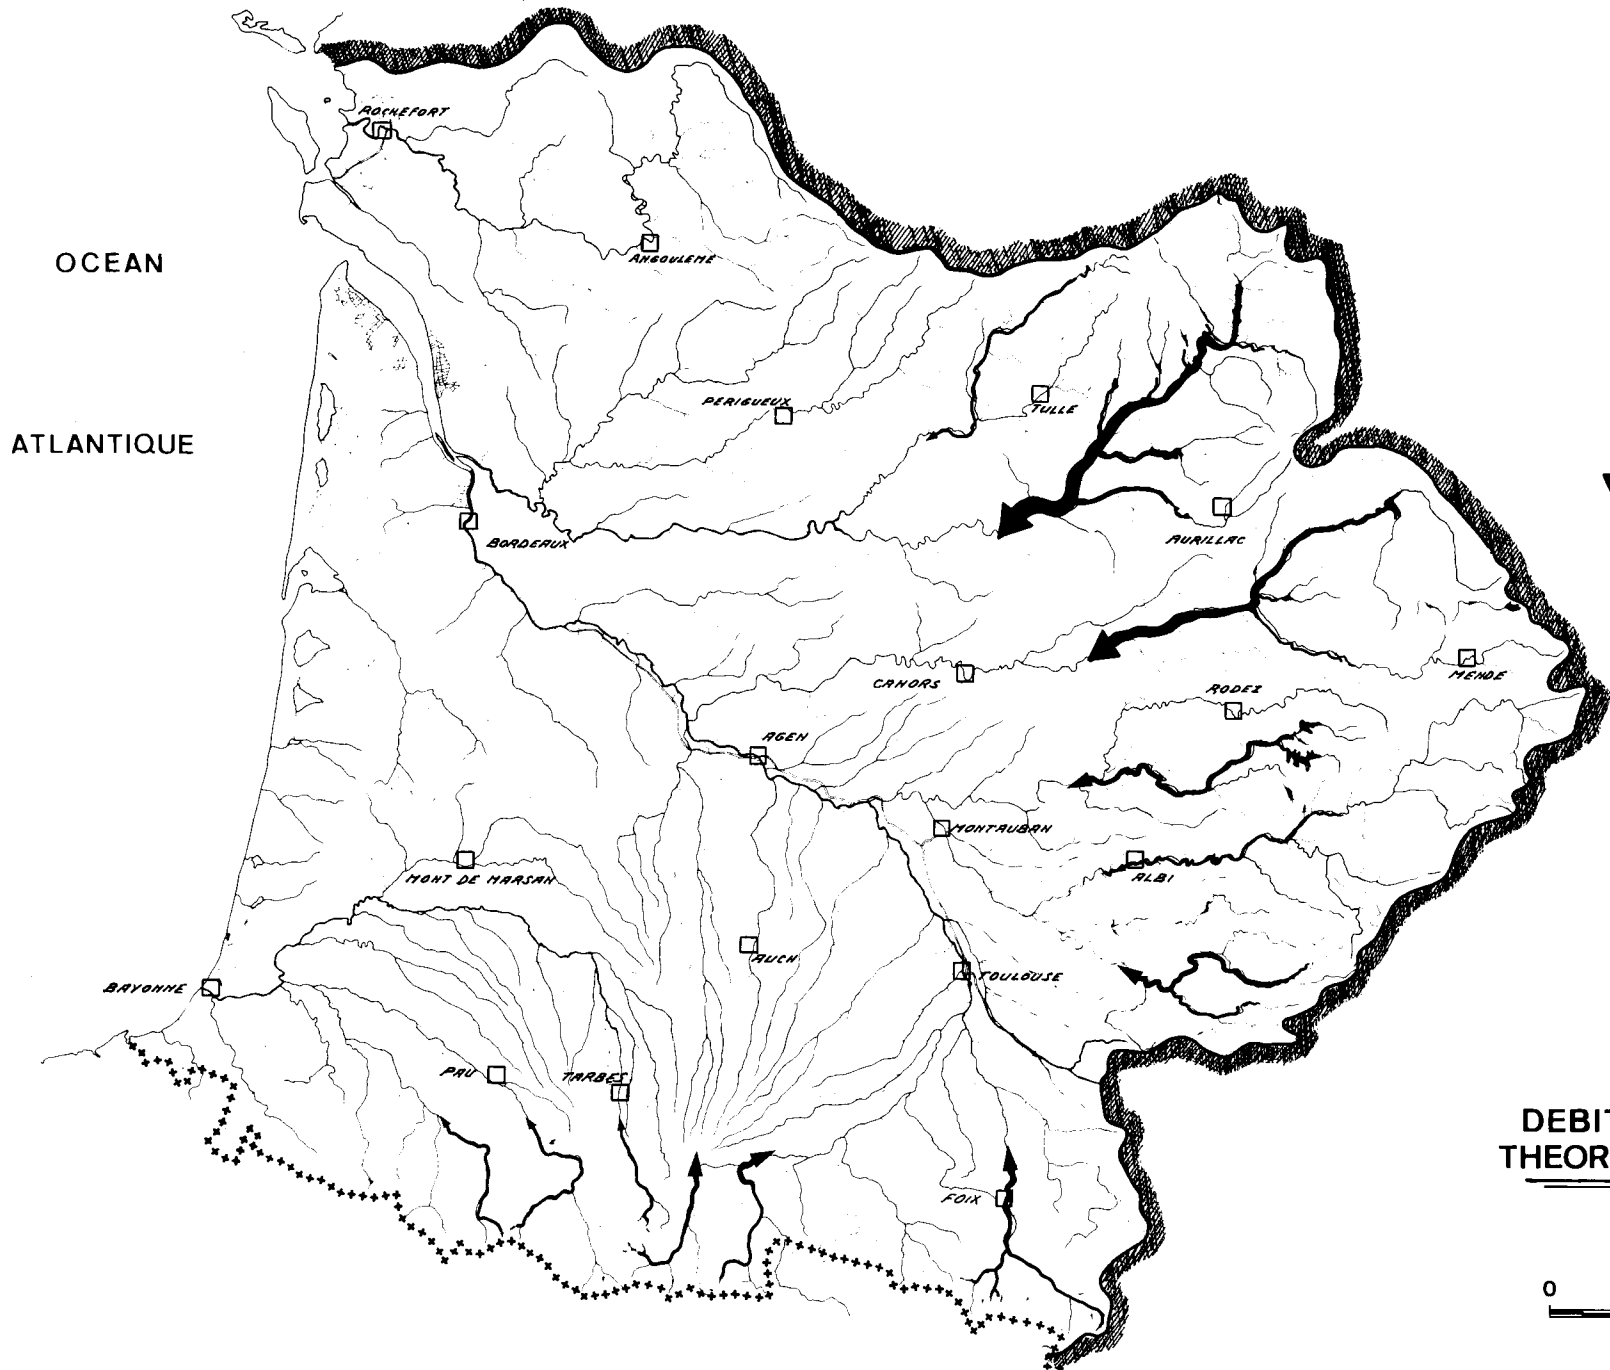 ROCHEFORT
ANGOULEME
OCEAN
PERIGUEUX
TULLE
ATLANTIQUE
BORDEAUX
AURILLAC
CAHORS
MENDE
RODEZ
AGEN
MONTAUBAN
MONT DE MARSAN
ALBI
AUCH
TOULOUSE
BAYONNE
PAU
TARBES
DEBIT
THEOR
FOIX
0